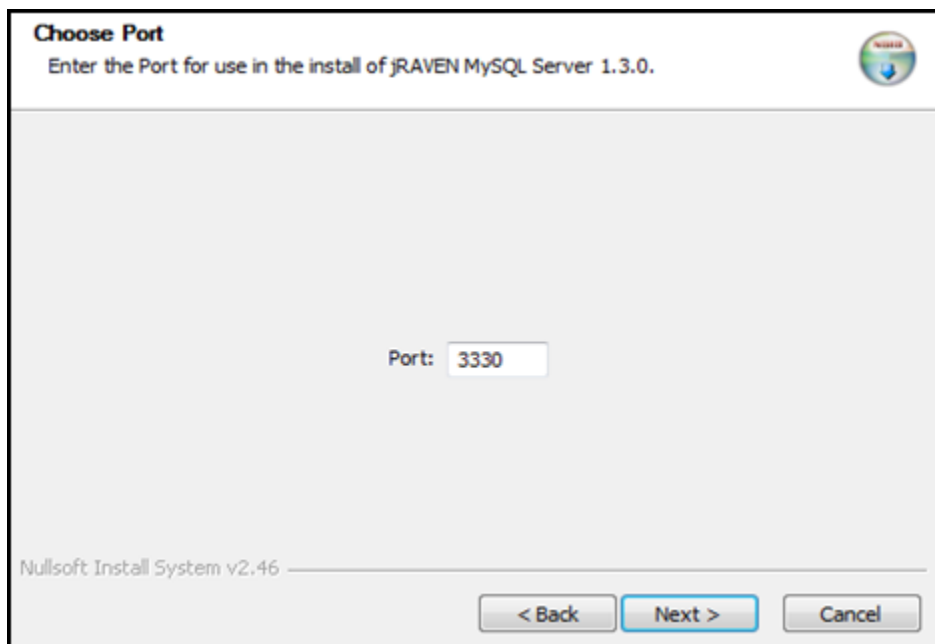 Choose Port
Enter the Port for use in the install of jRAVEN MySQL Server 1.3.0.
Port: 3330
Nullsoft Install System v2.46
< Back Next > Cancel